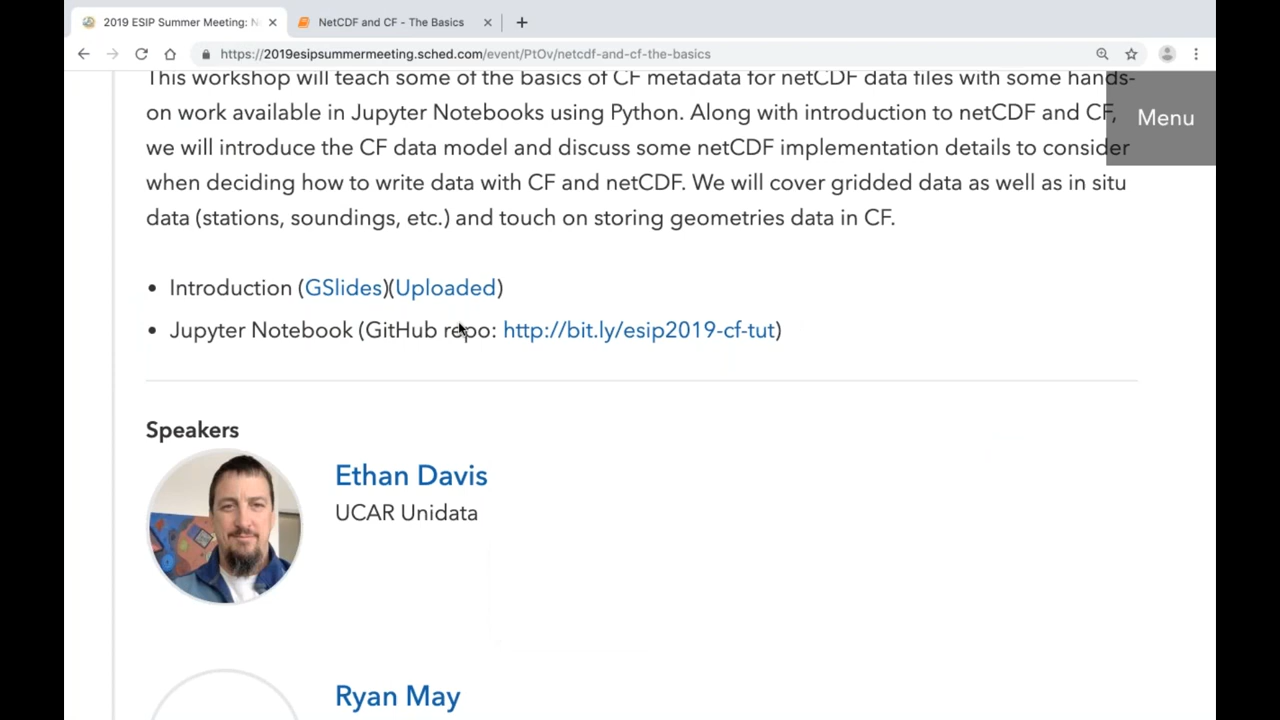 2019 ESIP Summer Meeting: N
NetCDF and CF - The Basics
https://2019esipsummermeeting.sched.com/event/PtOv/netcdf-and-cf-the-basics
Menu
This workshop will teach some of the basics of CF metadata for netCDF data files with some hands-
on work available in Jupyter Notebooks using Python. Along with introduction to netCDF and CF,
we will introduce the CF data model and discuss some netCDF implementation details to consider
when deciding how to write data with CF and netCDF. We will cover gridded data as well as in situ
data (stations, soundings, etc.) and touch on storing geometries data in CF.
• Introduction (GSlides)(Uploaded)
• Jupyter Notebook (GitHub repo: http://bit.ly/esip2019-cf-tut)
Speakers
Ethan Davis
UCAR Unidata
Ryan May